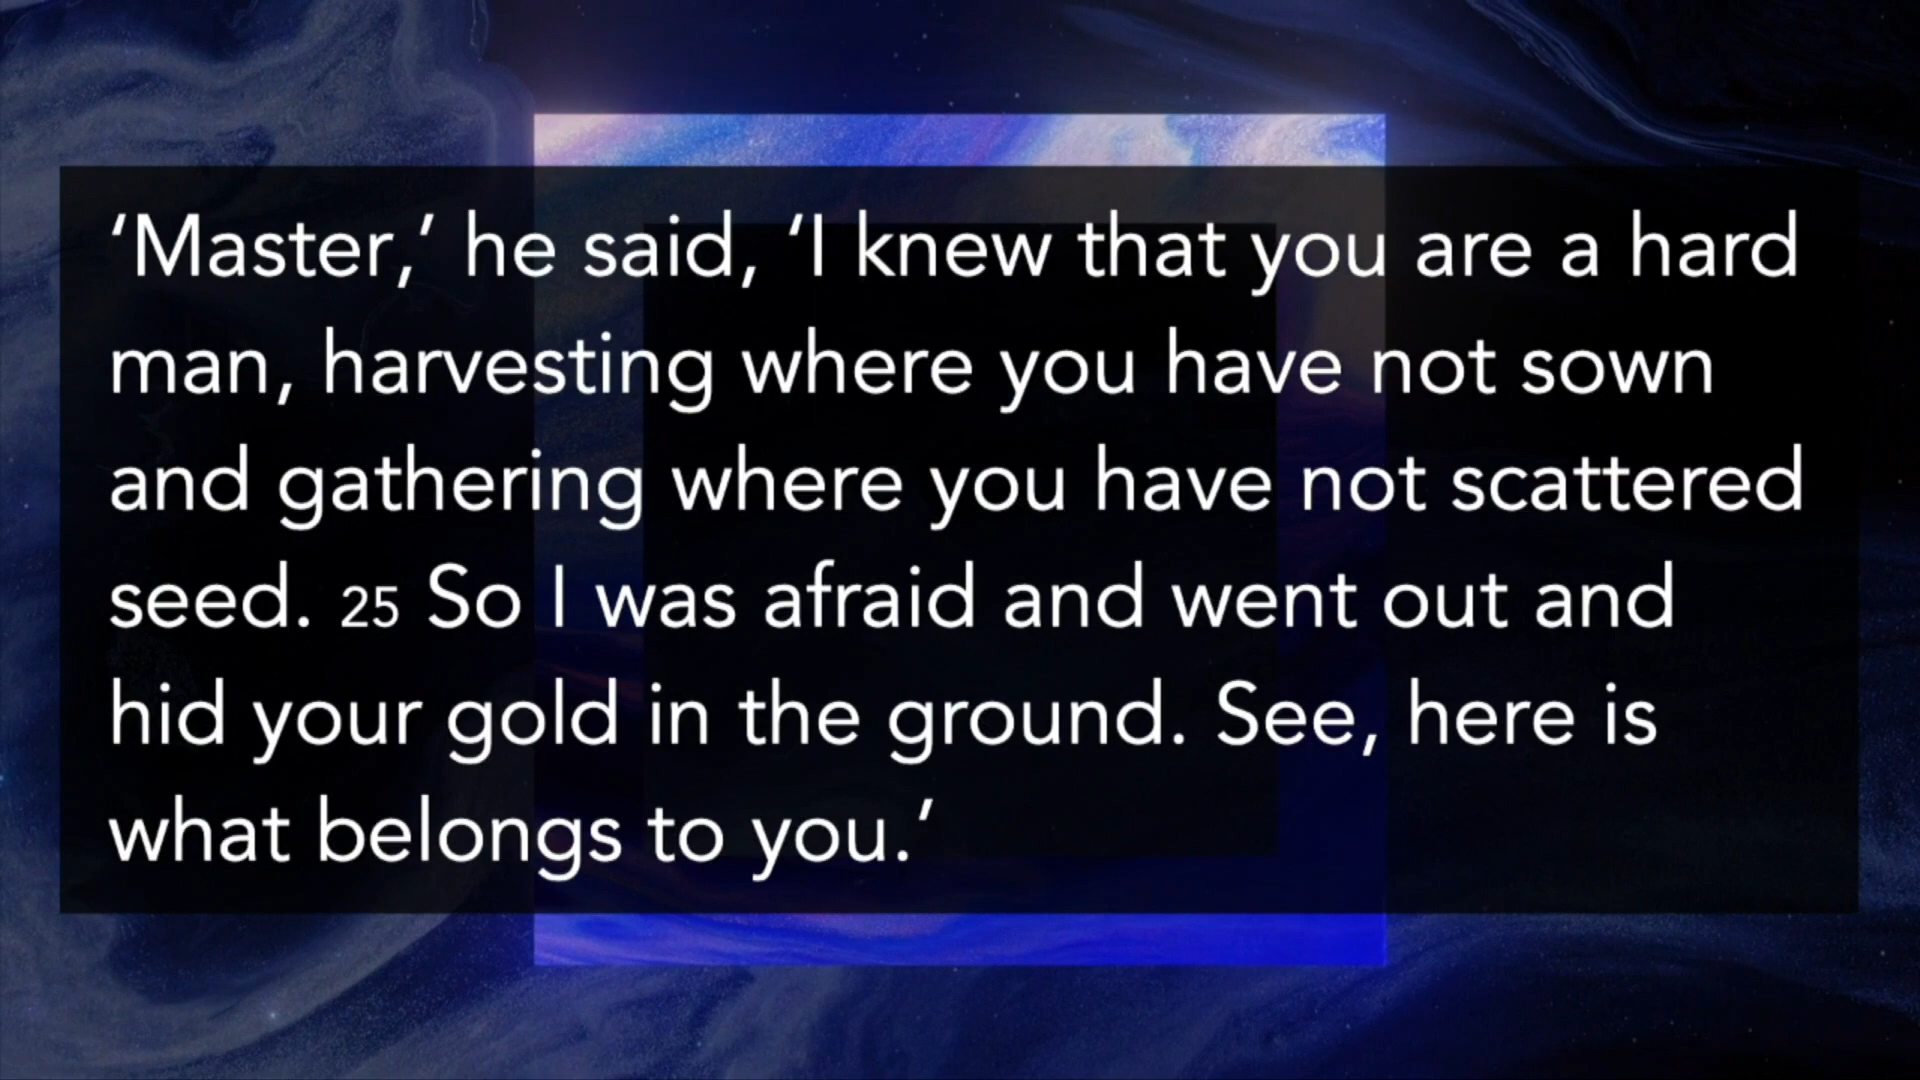 ‘Master,’ he said, ‘I knew that you are a hard
man, harvesting where you have not sown
and gathering where you have not scattered
seed. 25 So I was afraid and went out and
hid your gold in the ground. See, here is
what belongs to you.’